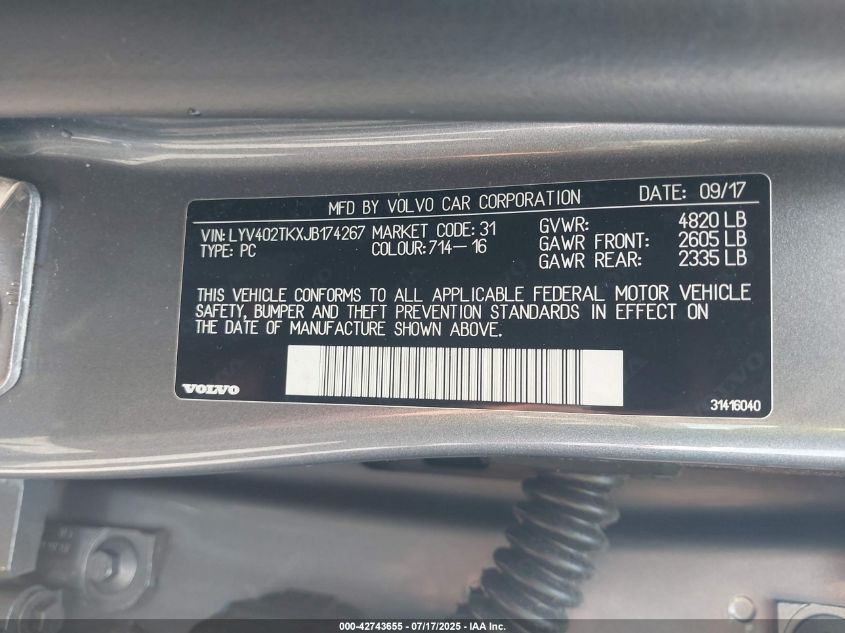 MFD BY VOLVO CAR CORPORATION DATE: 09/17
VIN: LYV402TKXJB174267 MARKET CODE: 31 GVWR: 4820 LB
TYPE: PC COLOUR: 714-16 GAWR FRONT: 2605 LB
GAWR REAR: 2335 LB
THIS VEHICLE CONFORMS TO ALL APPLICABLE FEDERAL MOTOR VEHICLE
SAFETY, BUMPER AND THEFT PREVENTION STANDARDS IN EFFECT ON
THE DATE OF MANUFACTURE SHOWN ABOVE.
VOLVO
31416040
000-42743655 - 07/17/2025 - IAA Inc.